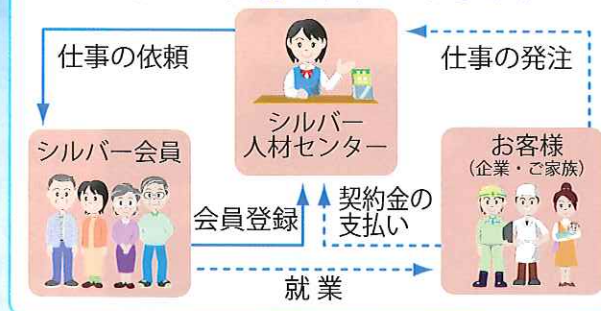 仕事の依頼
仕事の発注
シルバー
人材センター
シルバー会員
お客様
(企業・ご家族)
会員登録
契約金の
支払い
就業